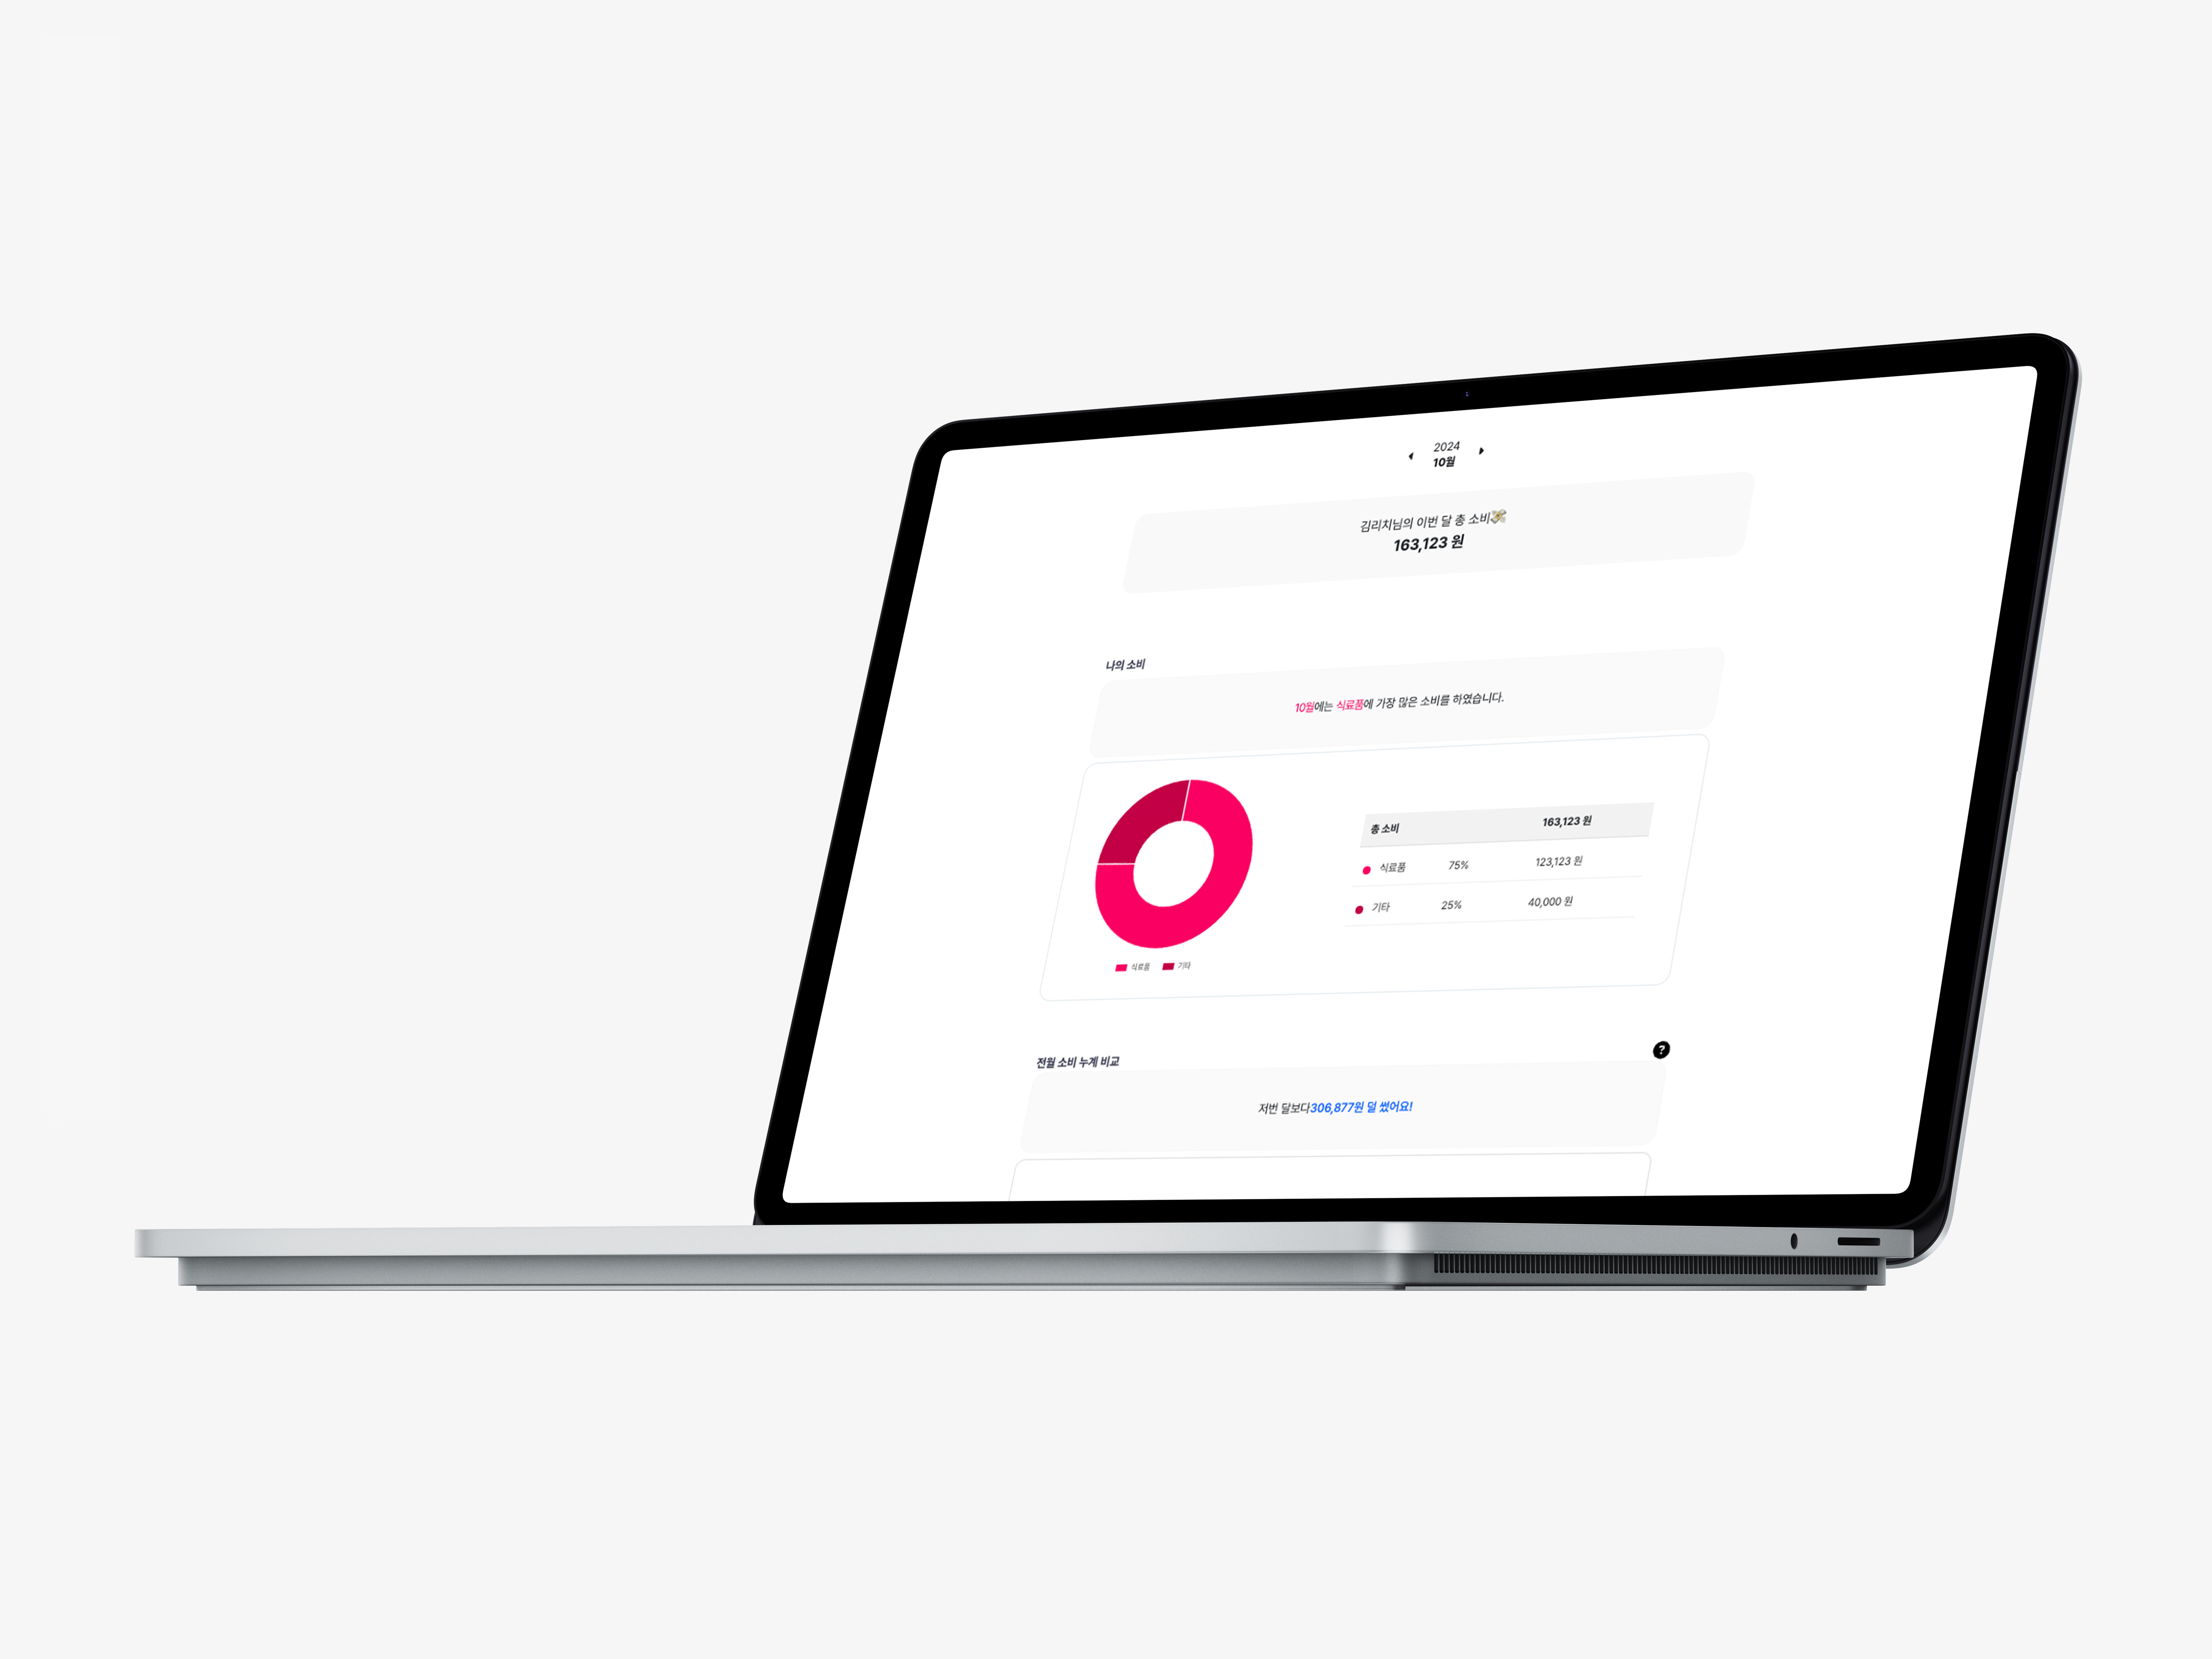 2024
10월
김리치님의 이번 달 총 소비💸
163,123 원
나의 소비
10월에는 식료품에 가장 많은 소비를 하였습니다.
총 소비 163,123 원
식료품 75% 123,123 원
기타 25% 40,000 원
식료품 기타
전월 소비 누계 비교
?
저번 달보다306,877원 덜 썼어요!